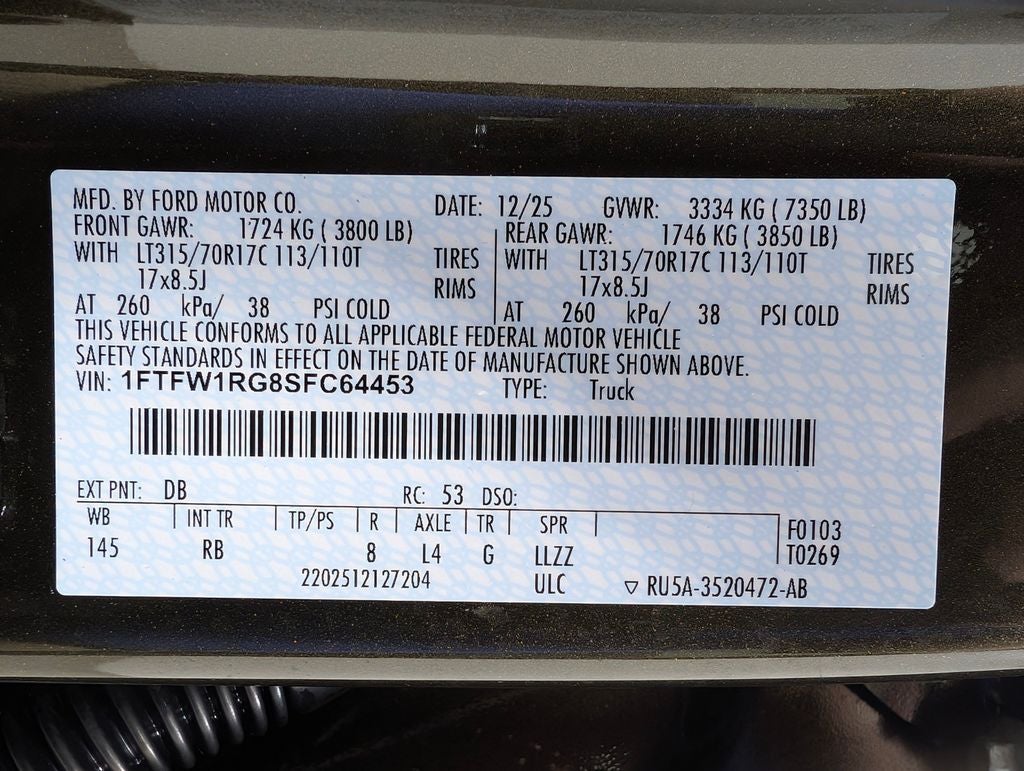 MFD. BY FORD MOTOR CO. DATE: 12/25 GVWR: 3334 KG ( 7350 LB)
FRONT GAWR: 1724 KG ( 3800 LB) REAR GAWR: 1746 KG ( 3850 LB)
WITH LT315/70R17C 113/110T TIRES WITH LT315/70R17C 113/110T TIRES
17x8.5J RIMS 17x8.5J RIMS
AT 260 kPa/ 38 PSI COLD AT 260 kPa/ 38 PSI COLD
THIS VEHICLE CONFORMS TO ALL APPLICABLE FEDERAL MOTOR VEHICLE
SAFETY STANDARDS IN EFFECT ON THE DATE OF MANUFACTURE SHOWN ABOVE.
VIN: 1FTFW1RG8SFC64453 TYPE: Truck
EXT PNT: DB RC: 53 DSO:
WB INT TR TP/PS R AXLE TR SPR F0103
145 RB 8 L4 G LLZZ T0269
2202512127204 ULC ▽ RU5A-3520472-AB